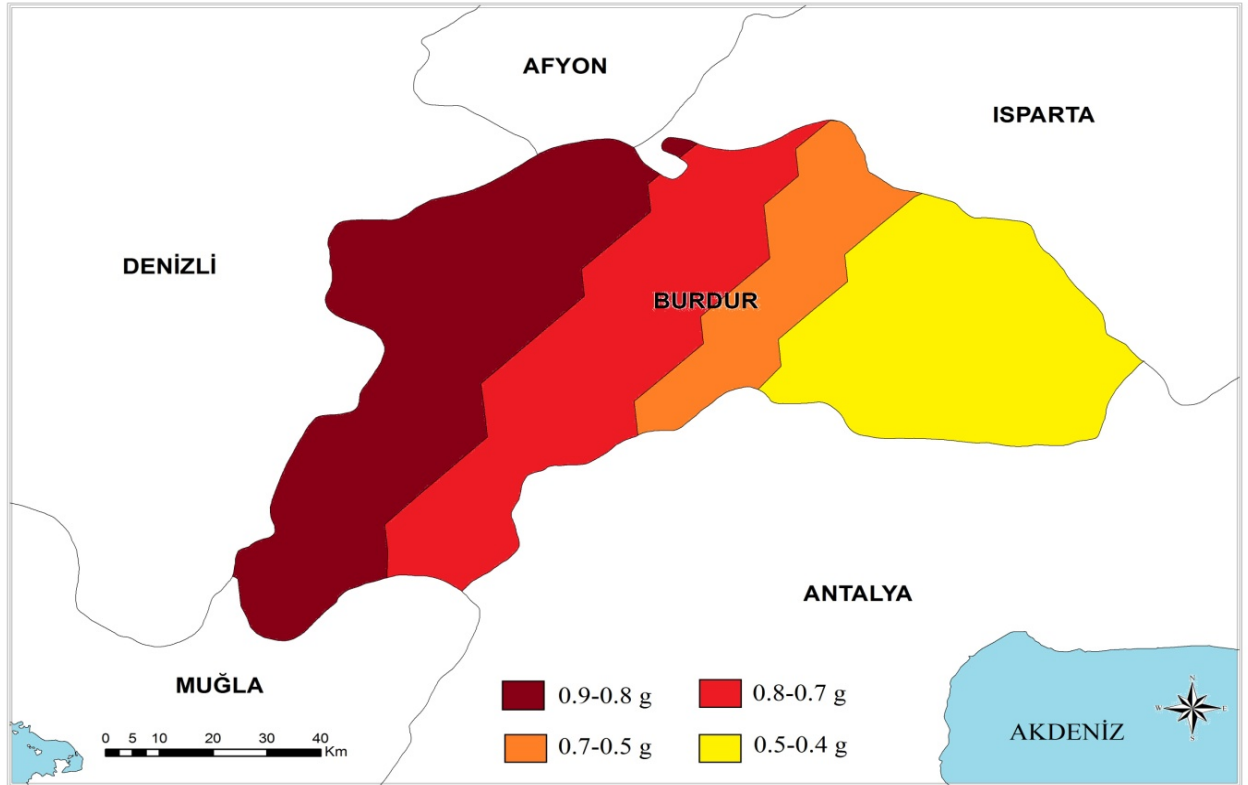 AFYON
ISPARTA
DENİZLİ
BURDUR
ANTALYA
MUĞLA
0.9-0.8 g
0.8-0.7 g
0.7-0.5 g
0.5-0.4 g
0 5 10 20 30 40
Km
AKDENİZ
N
W E
S